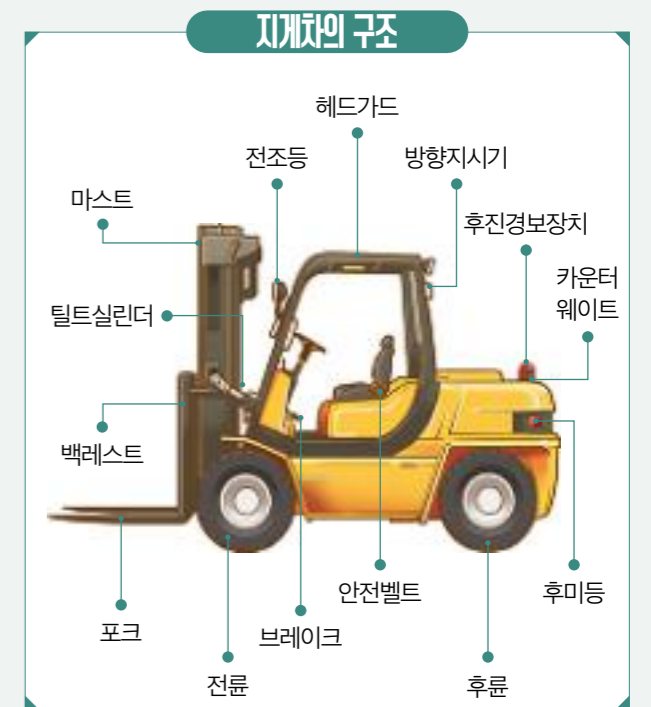 지게차의 구조
헤드가드
전조등
방향지시기
마스트
후진경보장치
카운터
웨이트
틸트실린더
백레스트
안전벨트
후미등
포크
브레이크
전륜
후륜